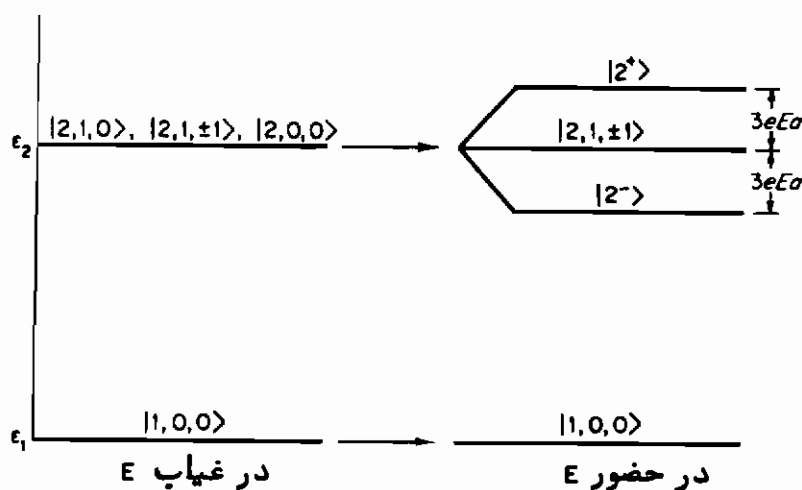 |2⁺⟩
3eEa
ε₂ |2,1,0⟩, |2,1,±1⟩, |2,0,0⟩
|2,1,±1⟩
3eEa
|2⁻⟩
ε₁ |1,0,0⟩
|1,0,0⟩
در غیاب E
در حضور E